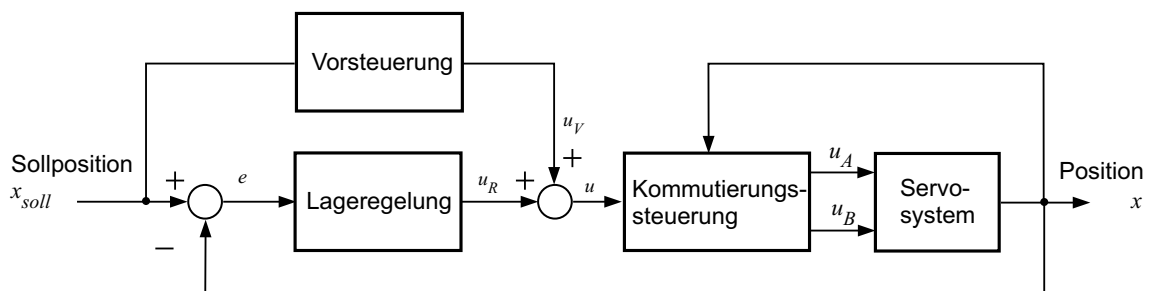 Vorsteuerung
Sollposition
x_soll
+
−
e
Lageregelung
u_R
+
u_V
+
u
Kommutierungs-
steuerung
u_A
u_B
Servo-
system
Position
x